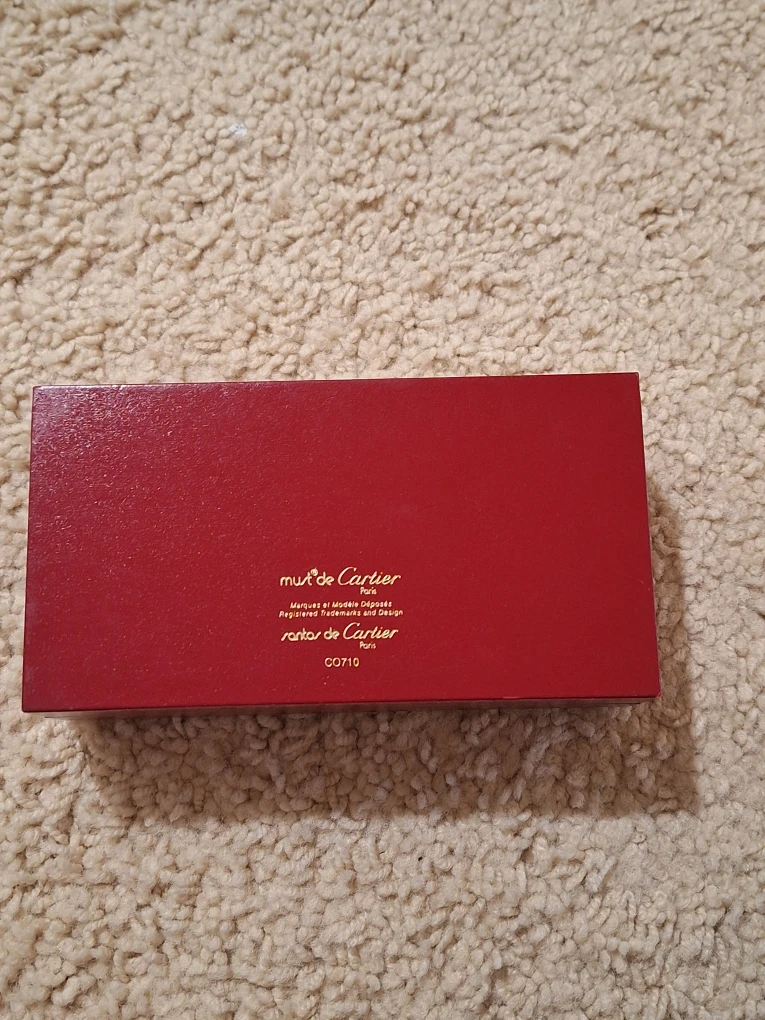 must® de Cartier
Paris
Marques et Modèle Déposés
Registered Trademarks and Design
santos de Cartier
Paris
CO710